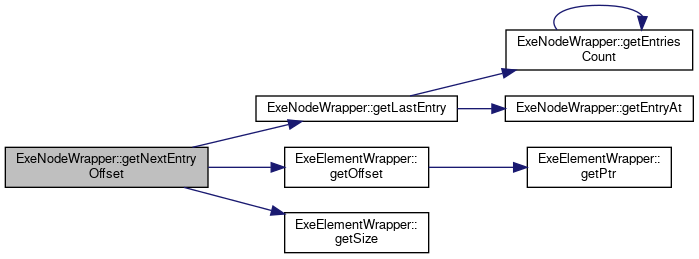 ExeNodeWrapper::getNextEntry
Offset
ExeNodeWrapper::getLastEntry
ExeNodeWrapper::getEntries
Count
ExeNodeWrapper::getEntryAt
ExeElementWrapper::
getOffset
ExeElementWrapper::
getPtr
ExeElementWrapper::
getSize